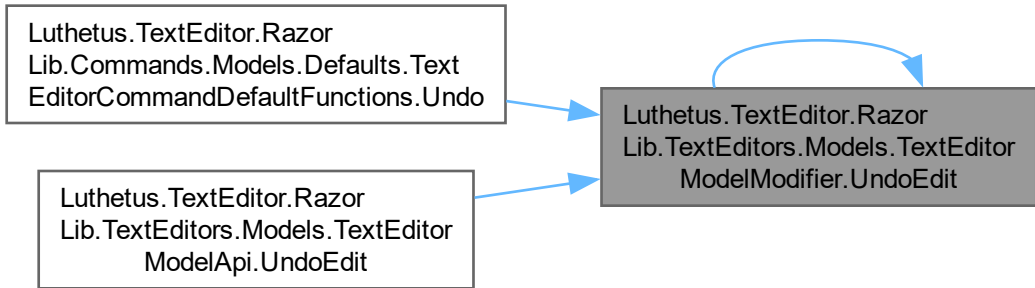 Luthetus.TextEditor.Razor
Lib.Commands.Models.Defaults.Text
EditorCommandDefaultFunctions.Undo
Luthetus.TextEditor.Razor
Lib.TextEditors.Models.TextEditor
ModelApi.UndoEdit
Luthetus.TextEditor.Razor
Lib.TextEditors.Models.TextEditor
ModelModifier.UndoEdit